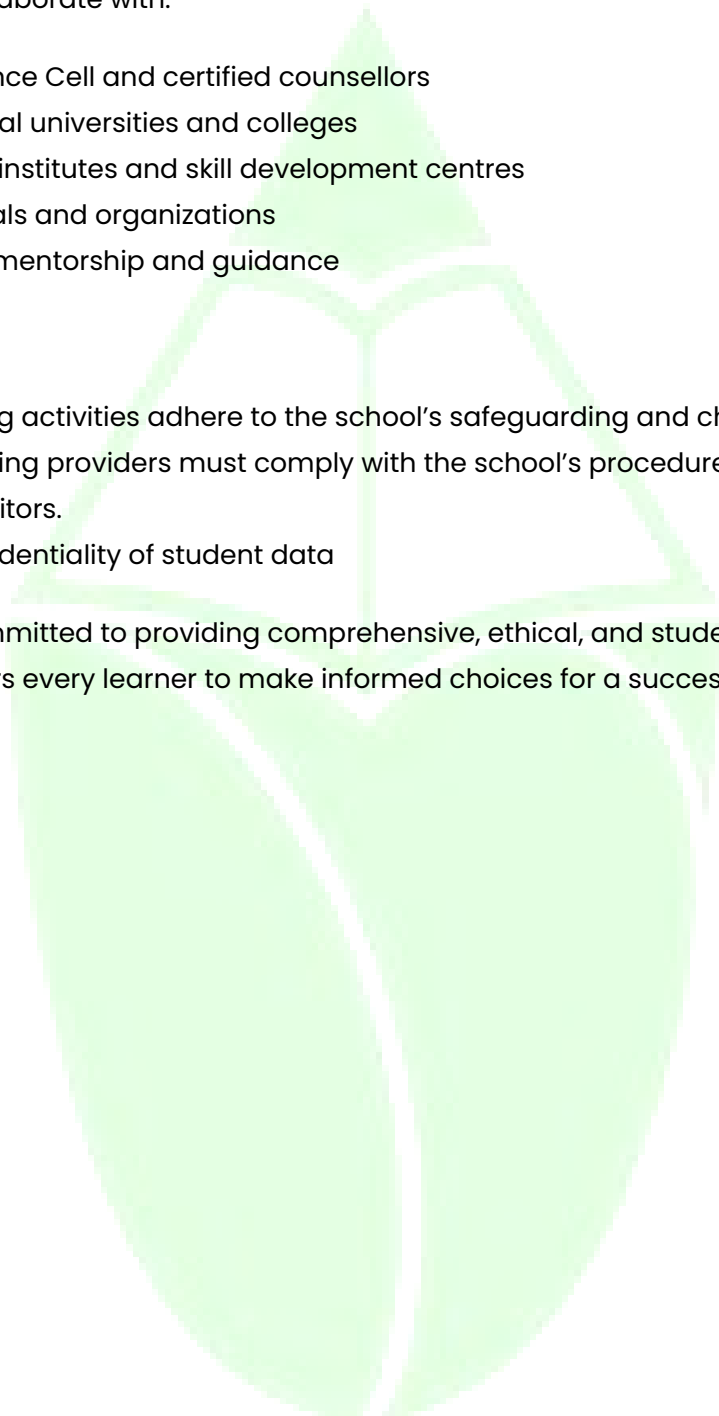 aborate with:
nce Cell and certified counsellors
al universities and colleges
institutes and skill development centres
als and organizations
mentorship and guidance
g activities adhere to the school’s safeguarding and ch
ing providers must comply with the school’s procedure
itors.
dentiality of student data
mmitted to providing comprehensive, ethical, and stude
rs every learner to make informed choices for a succes